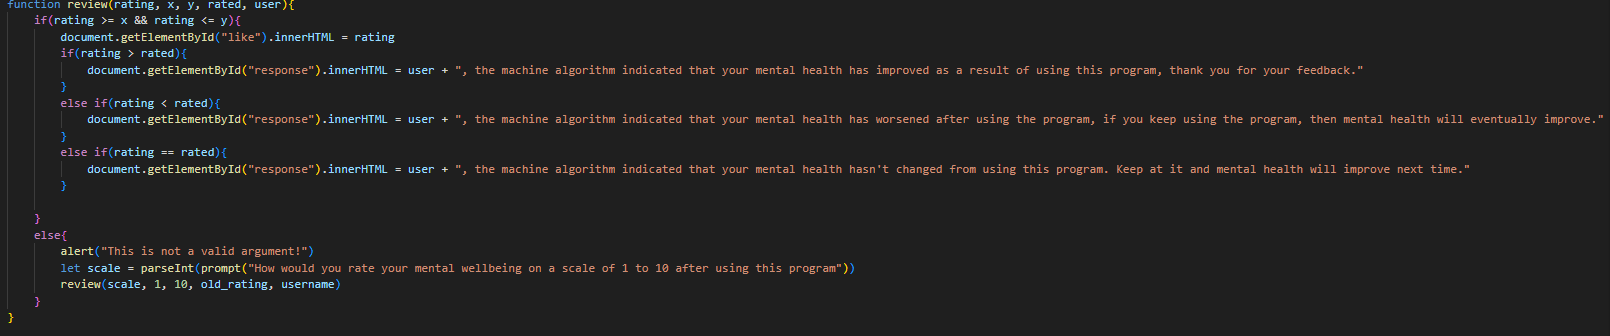 function review(rating, x, y, rated, user){
    if(rating >= x && rating <= y){
        document.getElementById("like").innerHTML = rating
        if(rating > rated){
            document.getElementById("response").innerHTML = user + ", the machine algorithm indicated that your mental health has improved as a result of using this program, thank you for your feedback."
        }
        else if(rating < rated){
            document.getElementById("response").innerHTML = user + ", the machine algorithm indicated that your mental health has worsened after using the program, if you keep using the program, then mental health will eventually improve."
        }
        else if(rating == rated){
            document.getElementById("response").innerHTML = user + ", the machine algorithm indicated that your mental health hasn't changed from using this program. Keep at it and mental health will improve next time."
        }
    }
    else{
        alert("This is not a valid argument!")
        let scale = parseInt(prompt("How would you rate your mental wellbeing on a scale of 1 to 10 after using this program"))
        review(scale, 1, 10, old_rating, username)
    }
}